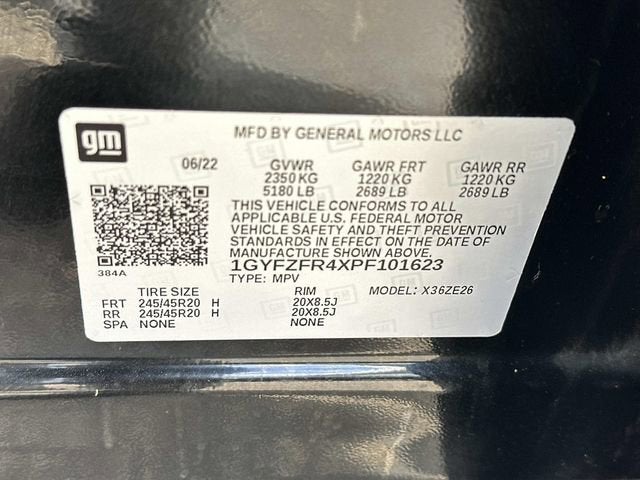 gm
MFD BY GENERAL MOTORS LLC
06/22 GVWR GAWR FRT GAWR RR
2350 KG 1220 KG 1220 KG
5180 LB 2689 LB 2689 LB
THIS VEHICLE CONFORMS TO ALL
APPLICABLE U.S. FEDERAL MOTOR
VEHICLE SAFETY AND THEFT PREVENTION
STANDARDS IN EFFECT ON THE DATE OF
MANUFACTURE SHOWN ABOVE.
384A
1GYFZFR4XPF101623
TYPE: MPV MODEL: X36ZE26
TIRE SIZE RIM
FRT 245/45R20 H 20X8.5J
RR 245/45R20 H 20X8.5J
SPA NONE NONE